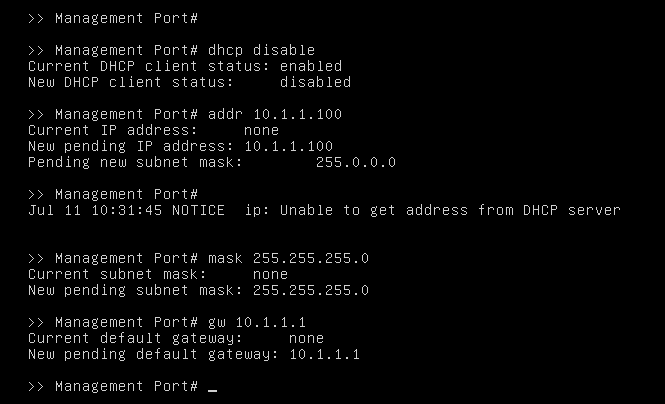 >> Management Port#
>> Management Port# dhcp disable
Current DHCP client status: enabled
New DHCP client status:     disabled
>> Management Port# addr 10.1.1.100
Current IP address:     none
New pending IP address: 10.1.1.100
Pending new subnet mask:        255.0.0.0
>> Management Port#
Jul 11 10:31:45 NOTICE  ip: Unable to get address from DHCP server
>> Management Port# mask 255.255.255.0
Current subnet mask:     none
New pending subnet mask: 255.255.255.0
>> Management Port# gw 10.1.1.1
Current default gateway:     none
New pending default gateway: 10.1.1.1
>> Management Port# _